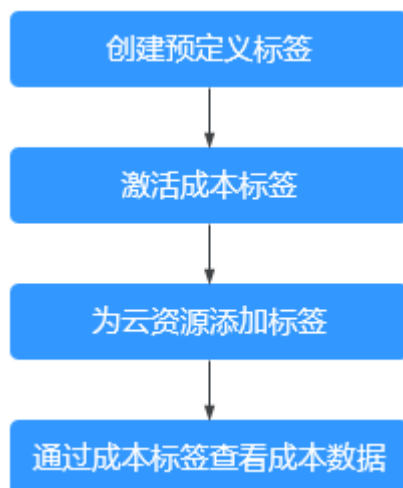 创建预定义标签
激活成本标签
为云资源添加标签
通过成本标签查看成本数据